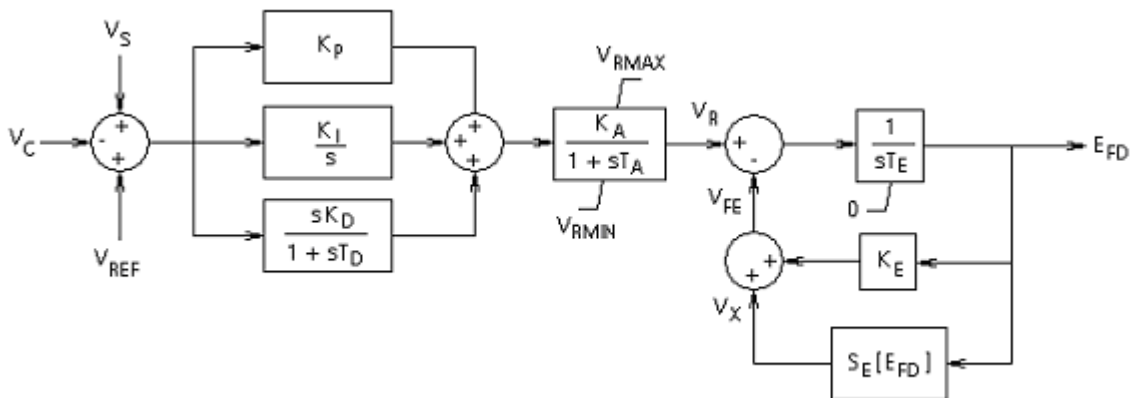 V_S
V_C
V_REF
+
-
+
K_P
K_I
s
sK_D
1 + sT_D
+
+
+
V_RMAX
K_A
1 + sT_A
V_RMIN
V_R
+
-
V_FE
1
sT_E
0
E_FD
+
+
K_E
V_X
S_E[E_FD]